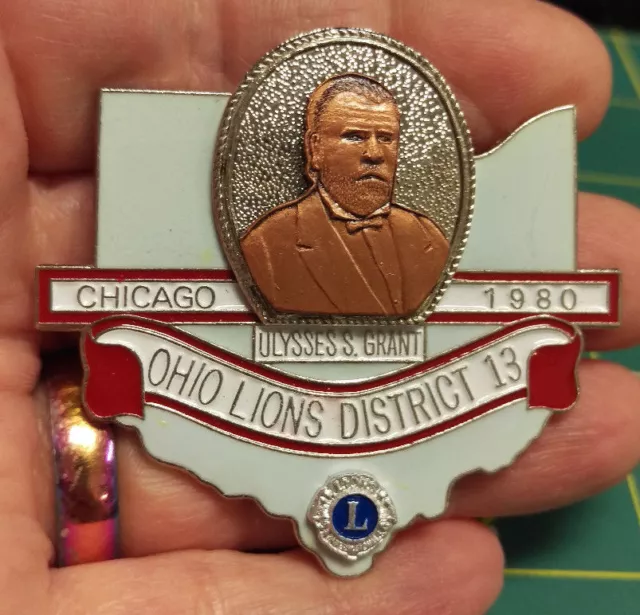 CHICAGO 1980
ULYSSES S. GRANT
OHIO LIONS DISTRICT 13
L